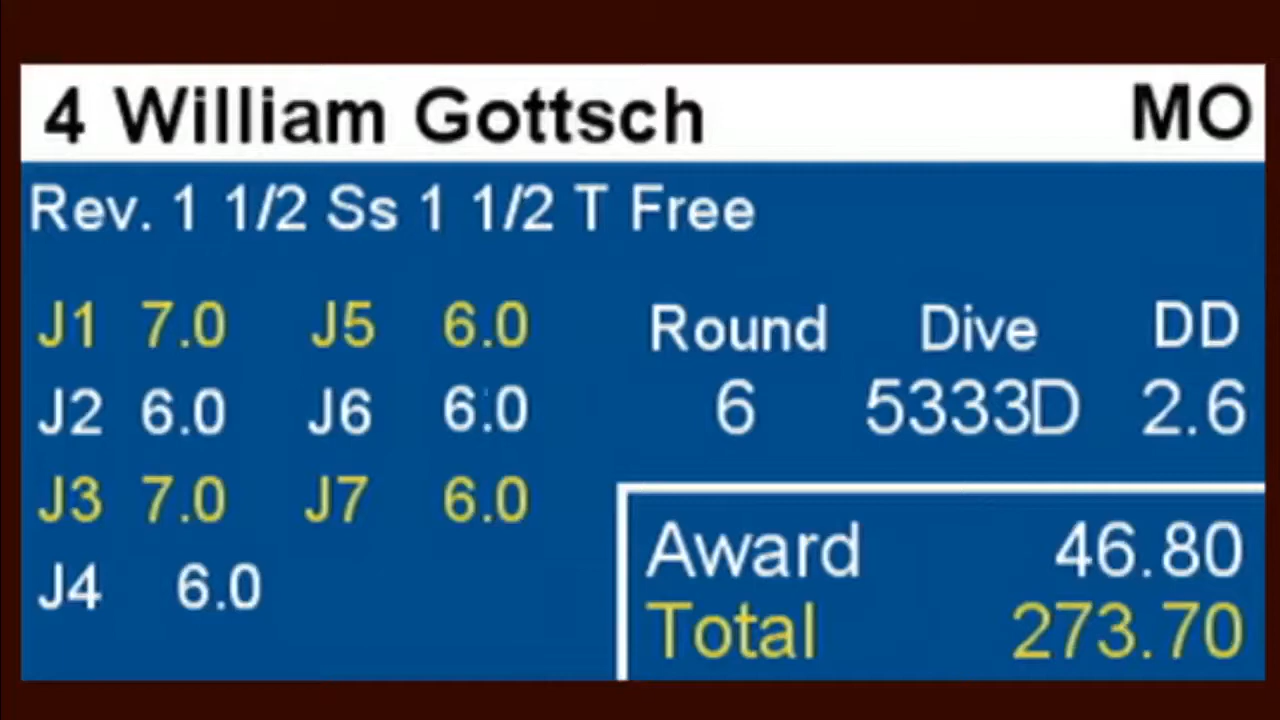 4 William Gottsch MO
Rev. 1 1/2 Ss 1 1/2 T Free
J1 7.0 J5 6.0 Round Dive DD
J2 6.0 J6 6.0 6 5333D 2.6
J3 7.0 J7 6.0
J4 6.0
Award 46.80
Total 273.70